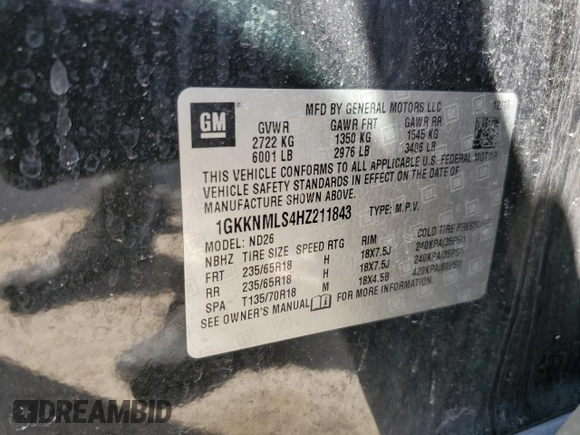 GM
MFD BY GENERAL MOTORS LLC
GVWR GAWR FRT GAWR RR
2722 KG 1350 KG 1545 KG
6001 LB 2976 LB 3406 LB
THIS VEHICLE CONFORMS TO ALL APPLICABLE U.S. FEDERAL MOTOR
VEHICLE SAFETY STANDARDS IN EFFECT ON THE DATE OF
MANUFACTURE SHOWN ABOVE.
1GKKNMLS4HZ211843 TYPE: M.P.V.
MODEL: ND26
NBHZ TIRE SIZE SPEED RTG RIM COLD TIRE PRESSURE
FRT 235/65R18 H 18X7.5J 240KPA(35PSI)
RR 235/65R18 H 18X7.5J 240KPA(35PSI)
SPA T135/70R18 M 18X4.5B 420KPA(60PSI)
SEE OWNER'S MANUAL FOR MORE INFORMATION.
DREAMBID